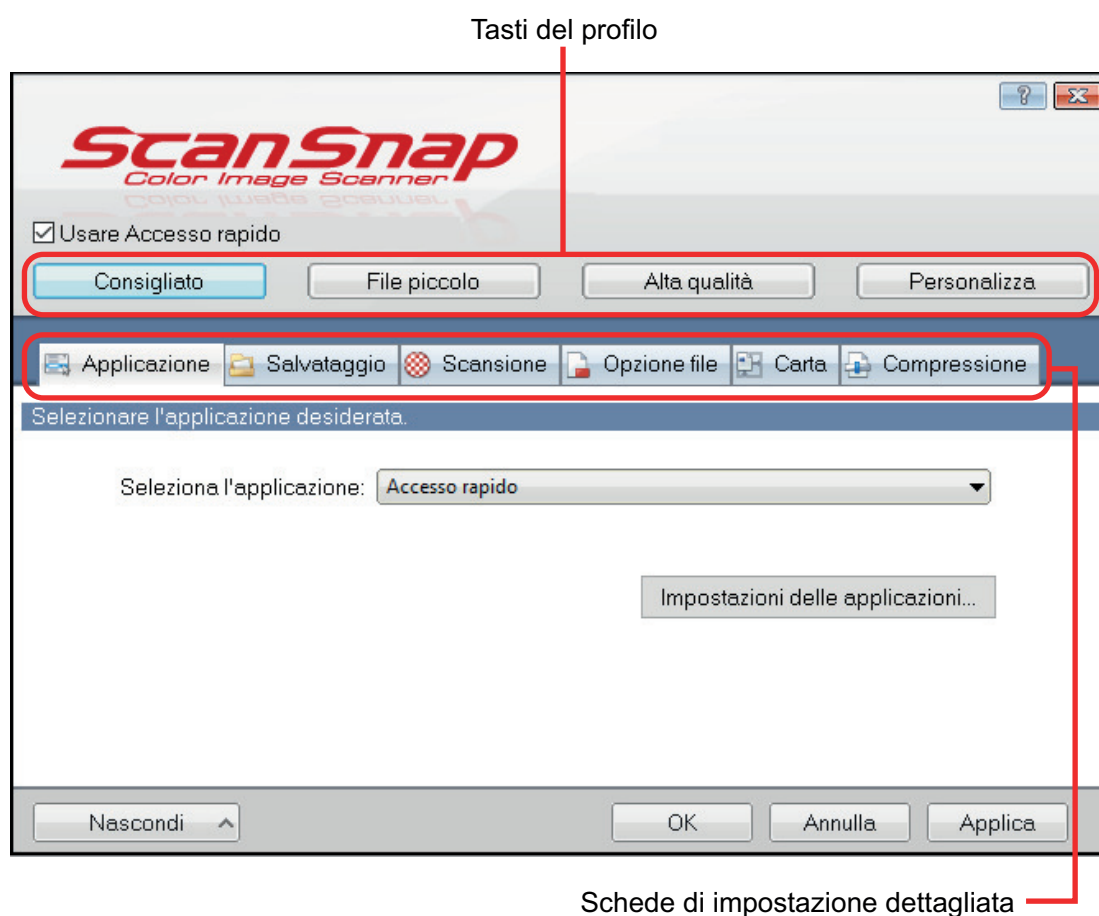 Tasti del profilo
ScanSnap
Color Image Scanner
Usare Accesso rapido
Consigliato File piccolo Alta qualità Personalizza
Applicazione Salvataggio Scansione Opzione file Carta Compressione
Selezionare l'applicazione desiderata.
Seleziona l'applicazione: Accesso rapido
Impostazioni delle applicazioni...
Nascondi OK Annulla Applica
Schede di impostazione dettagliata